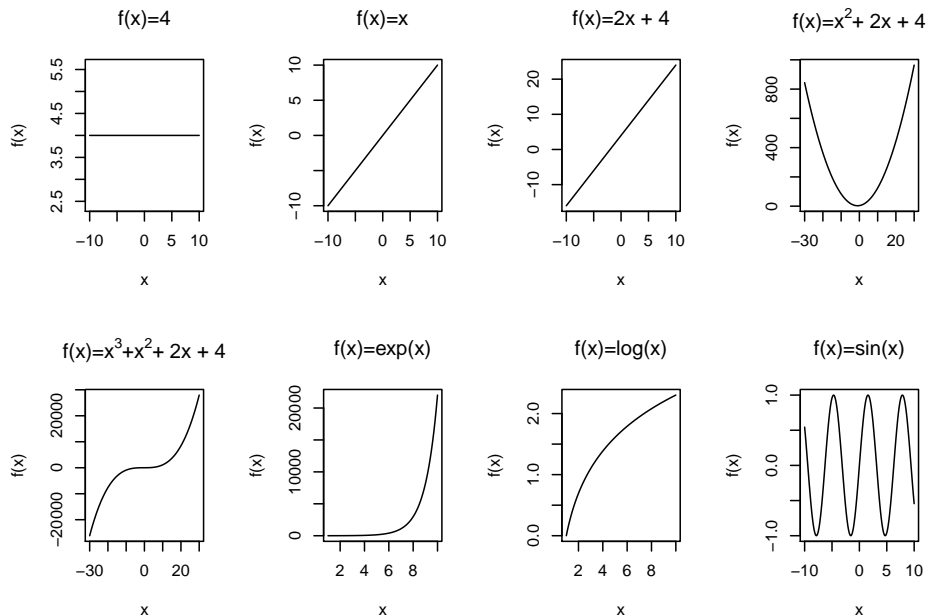 f(x)=4
f(x)
5.5
4.5
3.5
2.5
−10
0
5
10
x
f(x)=x
f(x)
10
5
0
−10
−10
0
5
10
x
f(x)=2x + 4
f(x)
20
10
0
−10
−10
0
5
10
x
f(x)=x²+ 2x + 4
f(x)
800
400
0
−30
0
20
x
f(x)=x³+x²+ 2x + 4
f(x)
20000
0
−20000
−30
0
20
x
f(x)=exp(x)
f(x)
20000
10000
0
2
4
6
8
x
f(x)=log(x)
f(x)
2.0
1.0
0.0
2
4
6
8
x
f(x)=sin(x)
f(x)
1.0
0.0
−1.0
−10
0
5
10
x